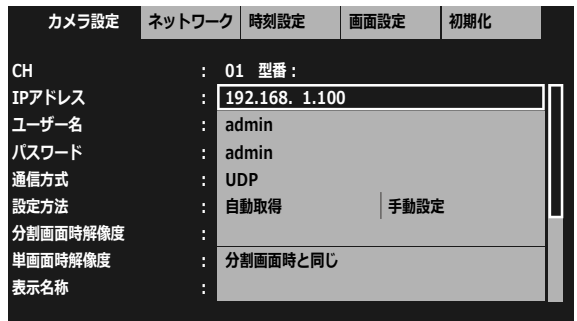 カメラ設定 ネットワーク 時刻設定 画面設定 初期化
CH : 01 型番 :
IPアドレス : 192.168. 1.100
ユーザー名 : admin
パスワード : admin
通信方式 : UDP
設定方法 : 自動取得 手動設定
分割画面時解像度 :
単画面時解像度 : 分割画面時と同じ
表示名称 :